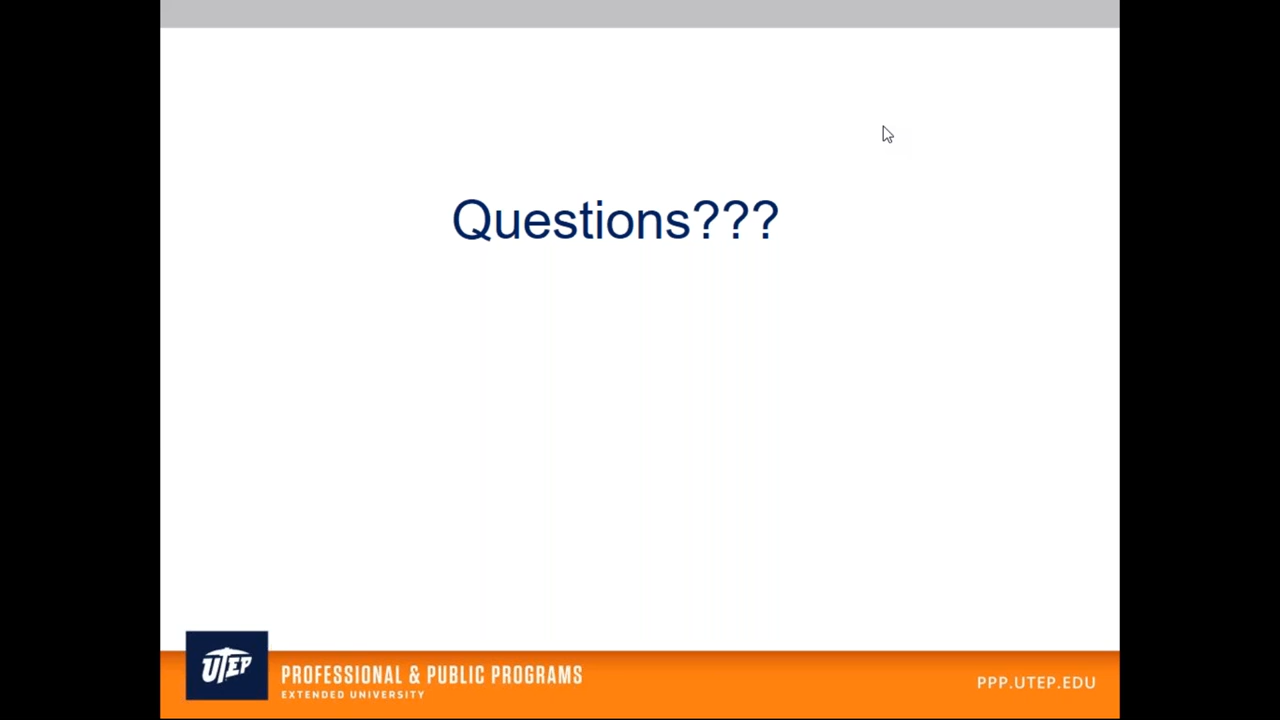 Questions???
UTEP
PROFESSIONAL & PUBLIC PROGRAMS
EXTENDED UNIVERSITY
PPP.UTEP.EDU